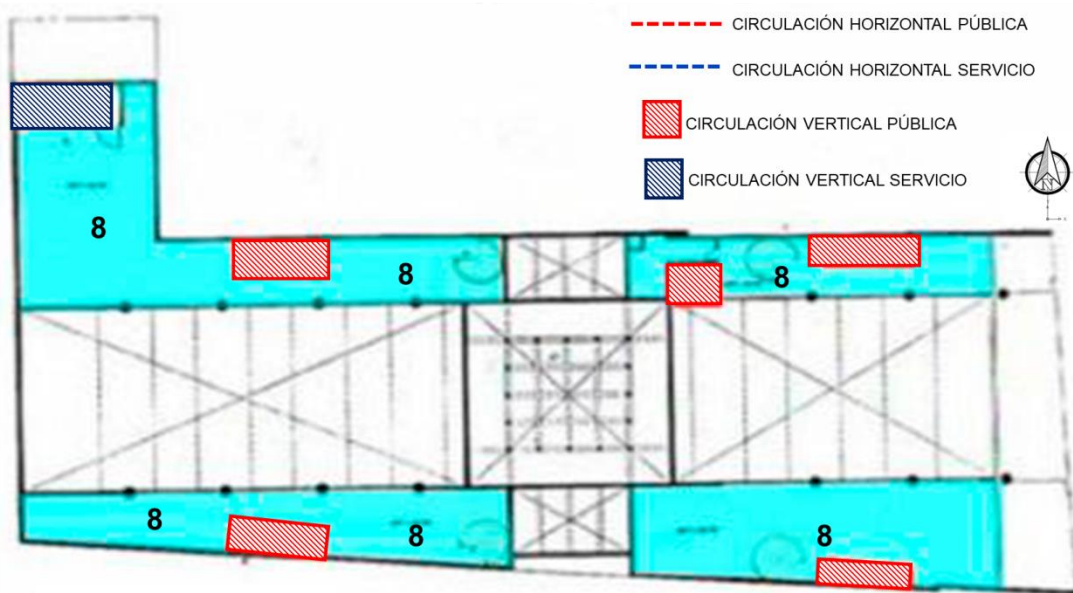 CIRCULACIÓN HORIZONTAL PÚBLICA
CIRCULACIÓN HORIZONTAL SERVICIO
CIRCULACIÓN VERTICAL PÚBLICA
CIRCULACIÓN VERTICAL SERVICIO
N
8
8
8
8
8
8